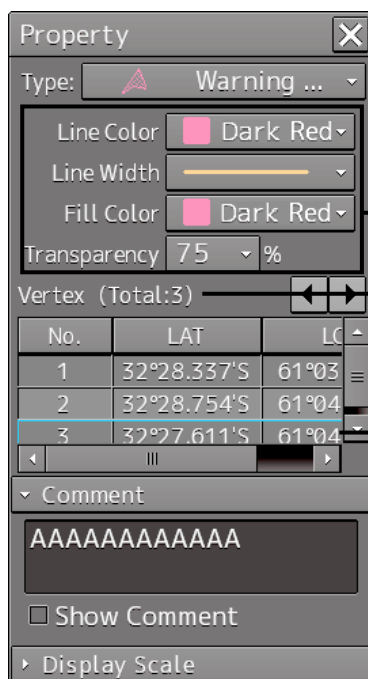 Property
Type: Warning ...
Line Color Dark Red
Line Width
Fill Color Dark Red
Transparency 75 %
Vertex (Total:3)
No. LAT LO
1 32°28.337'S 61°03
2 32°28.754'S 61°04
3 32°27.611'S 61°04
Comment
AAAAAAAAAAAA
Show Comment
Display Scale